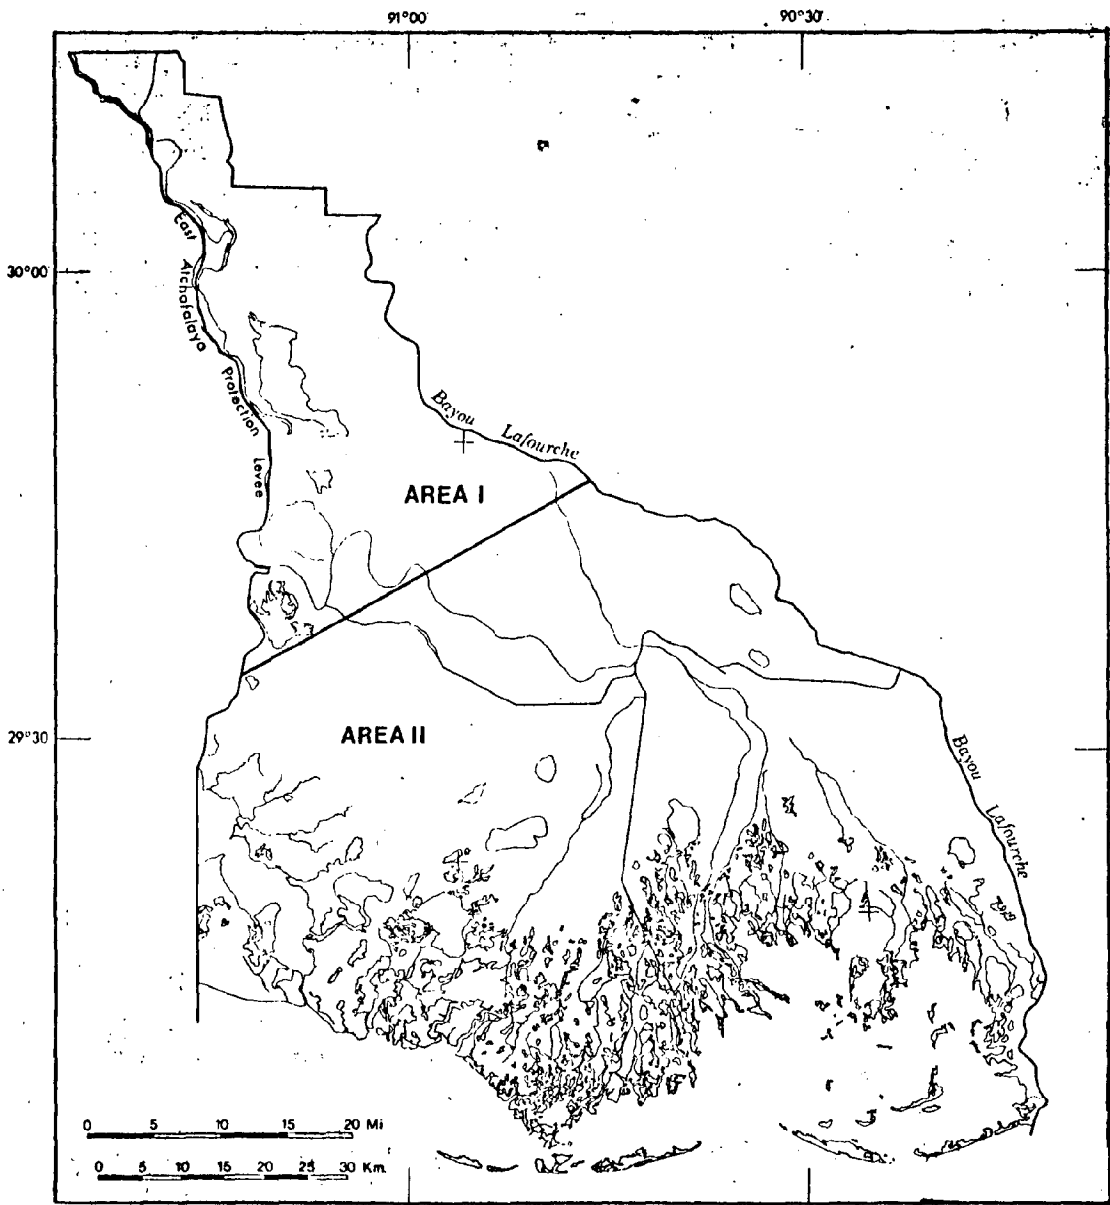 91°00'
90°30'
30°00'
29°30'
East Atchafalaya Protection Levee
Bayou Lafourche
AREA I
AREA II
Bayou Lafourche
0 5 10 15 20 Mi
0 5 10 15 20 25 30 Km.